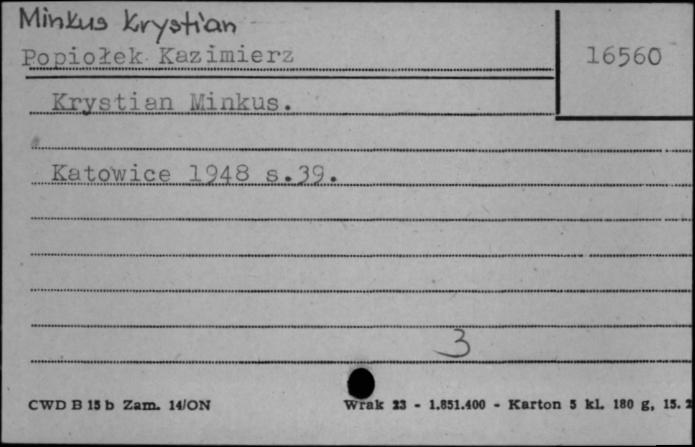 Minkus Krystian
Popiołek Kazimierz
16560
Krystian Minkus.
Katowice 1948 s.39.
3
CWD B 15 b Zam. 14/ON
Wrak 23 - 1.851.400 - Karton 5 kl. 180 g, 15. 2